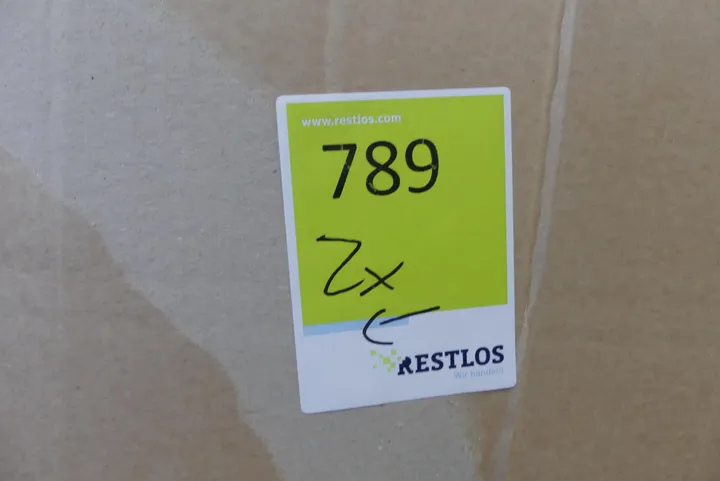 www.restlos.com
789
2x
←
RESTLOS
Wir handeln